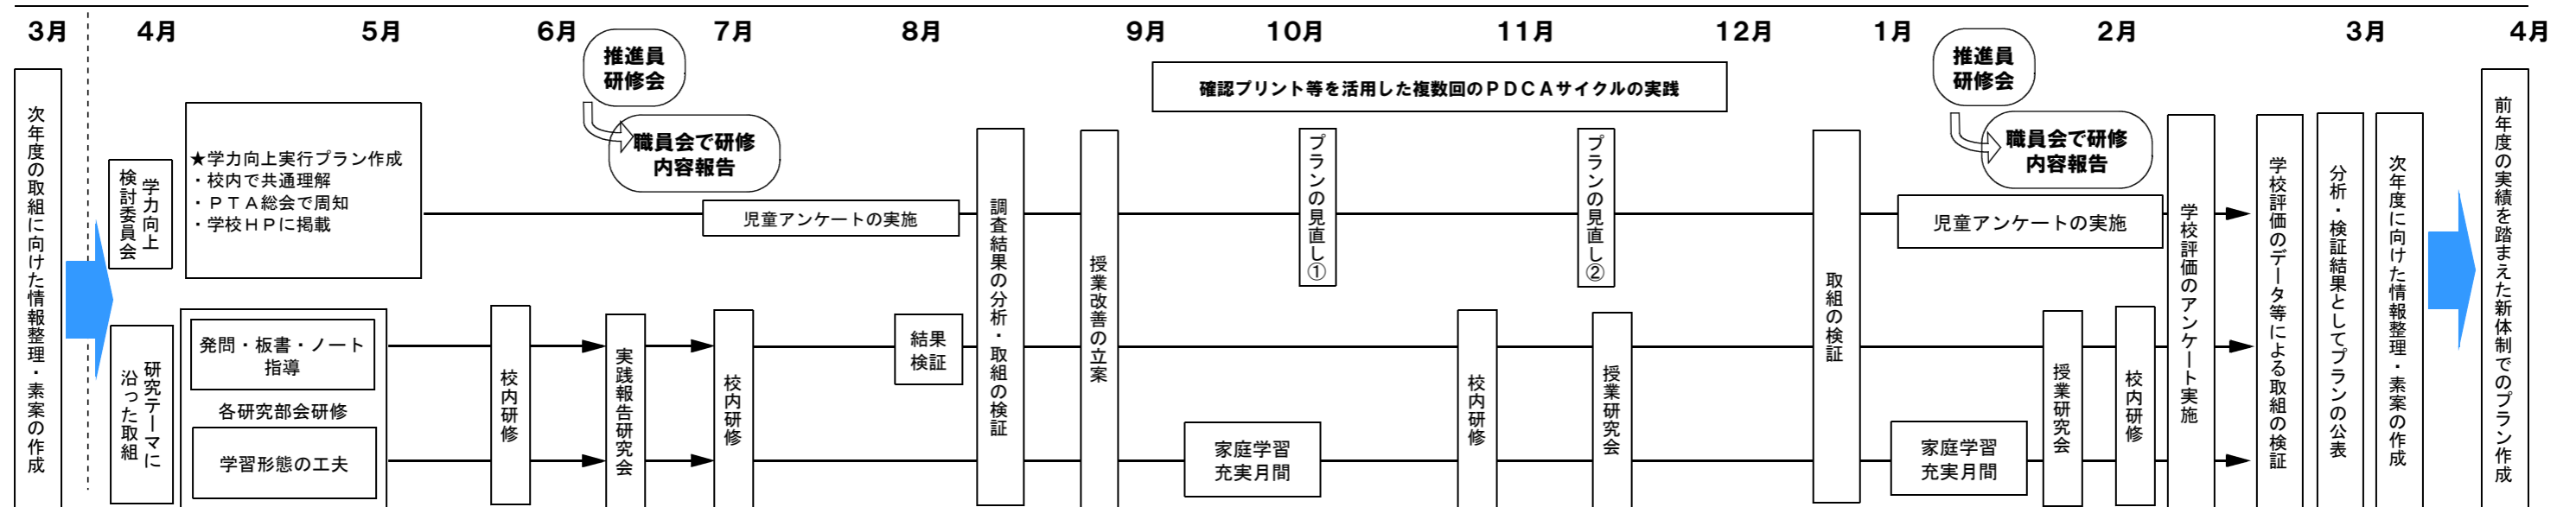 3月
4月
5月
6月
7月
8月
9月
10月
11月
12月
1月
2月
3月
4月
次年度の取組に向けた情報整理・素案の作成
学力向上
検討委員会
★学力向上実行プラン作成
・校内で共通理解
・ＰＴＡ総会で周知
・学校ＨＰに掲載
研究テーマに
沿った取組
発問・板書・ノート
指導
各研究部会研修
学習形態の工夫
校内研修
推進員
研修会
職員会で研修
内容報告
実践報告研究会
児童アンケートの実施
校内研修
結果
検証
調査結果の分析・取組の検証
授業改善の立案
確認プリント等を活用した複数回のＰＤＣＡサイクルの実践
家庭学習
充実月間
プランの見直し①
校内研修
プランの見直し②
授業研究会
取組の検証
推進員
研修会
職員会で研修
内容報告
児童アンケートの実施
家庭学習
充実月間
授業研究会
校内研修
学校評価のアンケート実施
学校評価のデータ等による取組の検証
分析・検証結果としてプランの公表
次年度に向けた情報整理・素案の作成
前年度の実績を踏まえた新体制でのプラン作成